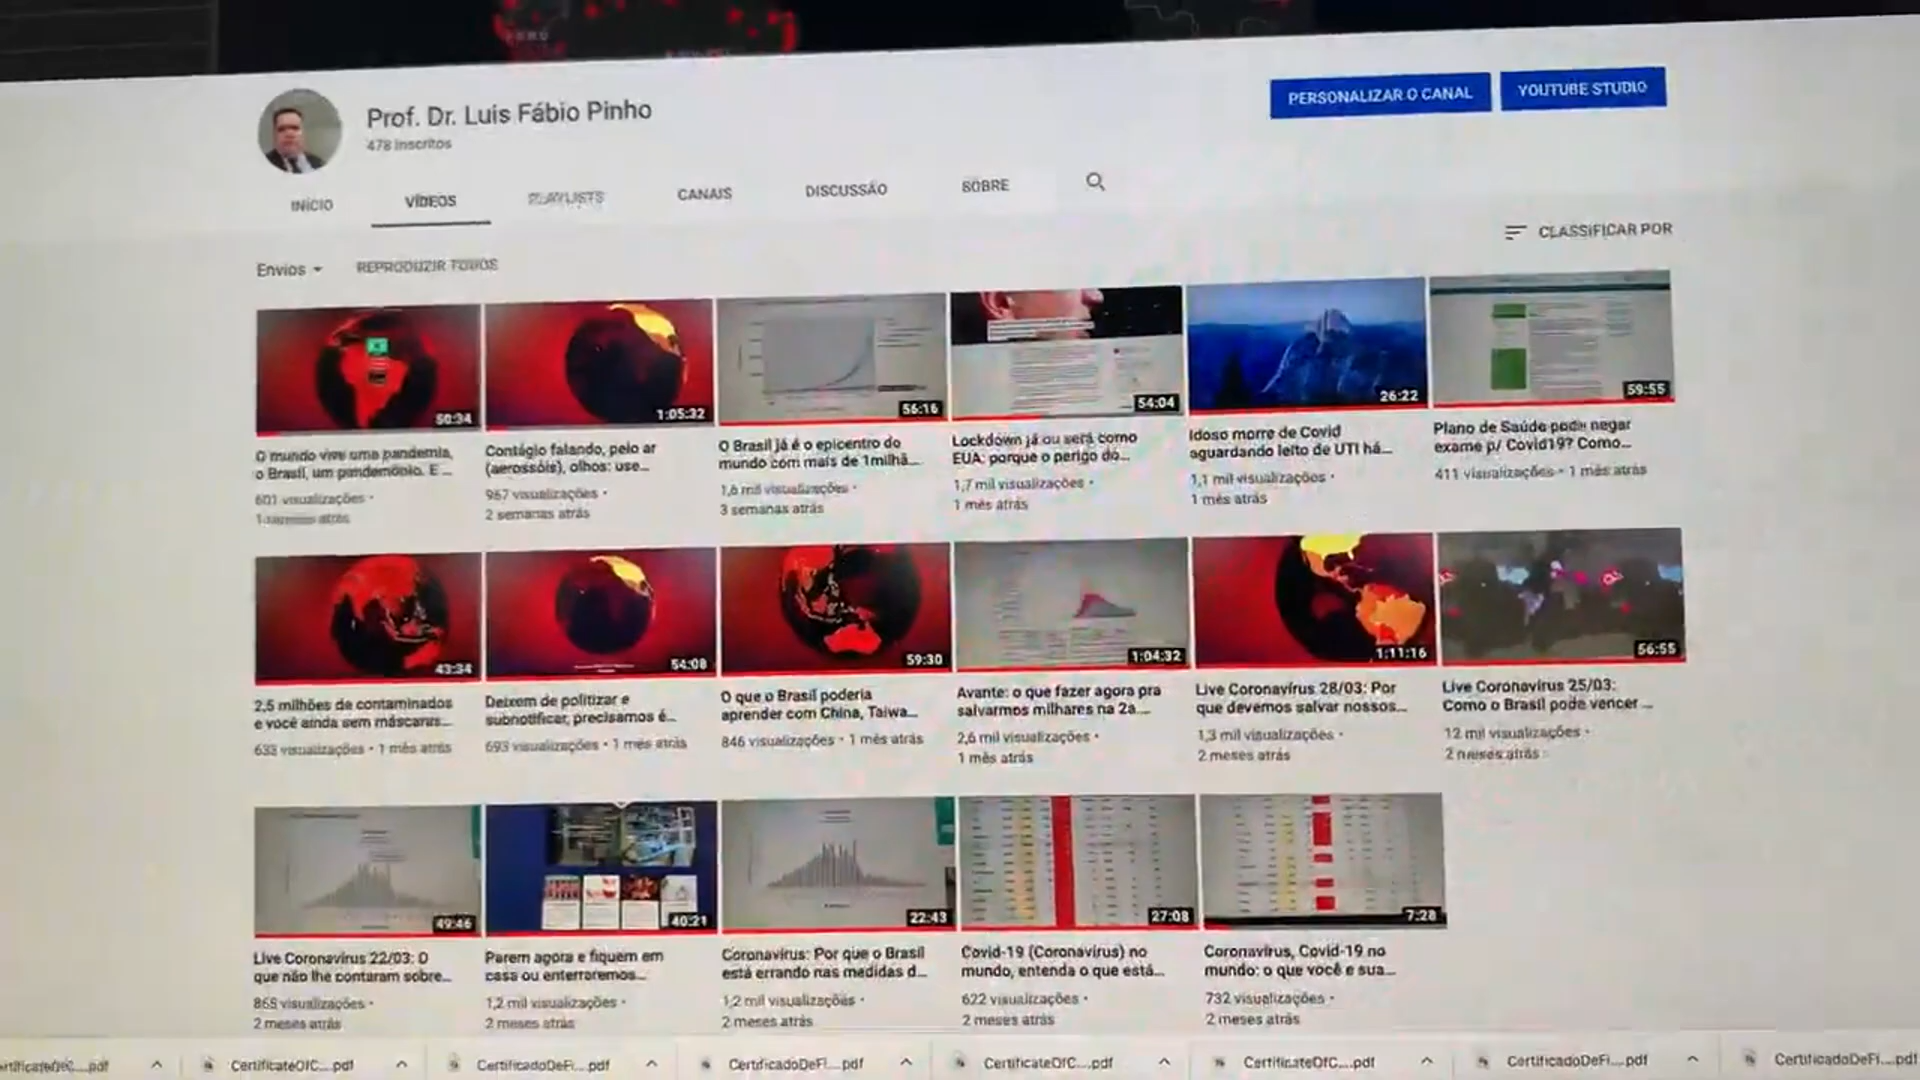 Prof. Dr. Luis Fábio Pinho
478 inscritos
PERSONALIZAR O CANAL
YOUTUBE STUDIO
INÍCIO
VÍDEOS
PLAYLISTS
CANAIS
DISCUSSÃO
SOBRE
Envios
REPRODUZIR TODOS
CLASSIFICAR POR
50:34
1:05:32
56:16
54:04
26:22
59:55
O mundo vive uma pandemia,
o Brasil, um pandemônio. E ...
601 visualizações •
1 semana atrás
Contágio falando, pelo ar
(aerossóis), olhos: use...
967 visualizações •
2 semanas atrás
O Brasil já é o epicentro do
mundo com mais de 1milhã...
1,6 mil visualizações •
3 semanas atrás
Lockdown já ou será como
EUA: porque o perigo do...
1,7 mil visualizações •
1 mês atrás
Idoso morre de Covid
aguardando leito de UTI há...
1,1 mil visualizações •
1 mês atrás
Plano de Saúde pode negar
exame p/ Covid19? Como...
411 visualizações • 1 mês atrás
43:34
54:08
59:30
1:04:32
1:11:16
56:55
2,5 milhões de contaminados
e você ainda sem máscaras...
633 visualizações • 1 mês atrás
Deixem de politizar e
subnotificar, precisamos é...
693 visualizações • 1 mês atrás
O que o Brasil poderia
aprender com China, Taiwa...
846 visualizações • 1 mês atrás
Avante: o que fazer agora pra
salvarmos milhares na 2a ...
2,6 mil visualizações •
1 mês atrás
Live Coronavírus 28/03: Por
que devemos salvar nossos...
1,3 mil visualizações •
2 meses atrás
Live Coronavírus 25/03:
Como o Brasil pode vencer ...
12 mil visualizações •
2 meses atrás
49:46
40:21
22:43
27:08
7:28
Live Coronavírus 22/03: O
que não lhe contaram sobre...
865 visualizações •
2 meses atrás
Parem agora e fiquem em
casa ou enterraremos...
1,2 mil visualizações •
2 meses atrás
Coronavírus: Por que o Brasil
está errando nas medidas d...
1,2 mil visualizações •
2 meses atrás
Covid-19 (Coronavírus) no
mundo, entenda o que está...
622 visualizações •
2 meses atrás
Coronavírus, Covid-19 no
mundo: o que você e sua...
732 visualizações •
2 meses atrás
CertificateOfC....pdf
CertificadoDeFi....pdf
CertificadoDeFi....pdf
CertificateOfC....pdf
CertificateOfC....pdf
CertificadoDeFi....pdf
CertificadoDeFi....pdf